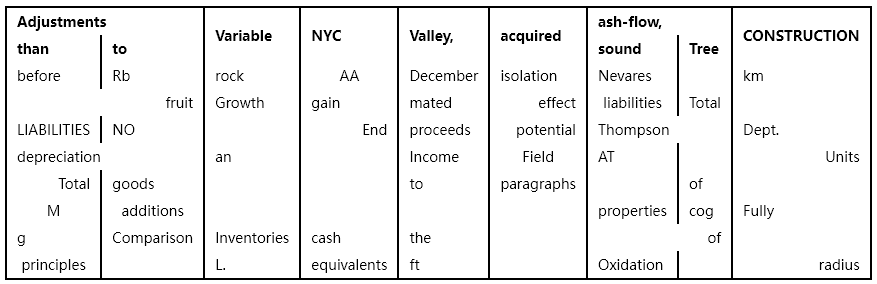 Adjustments ash-flow,
Variable NYC Valley, acquired CONSTRUCTION
than to sound Tree
before Rb rock AA December isolation Nevares km
fruit Growth gain mated effect liabilities Total
LIABILITIES NO End proceeds potential Thompson Dept.
depreciation an Income Field AT Units
Total goods to paragraphs of
M additions properties cog Fully
g Comparison Inventories cash the of
principles L. equivalents ft Oxidation radius